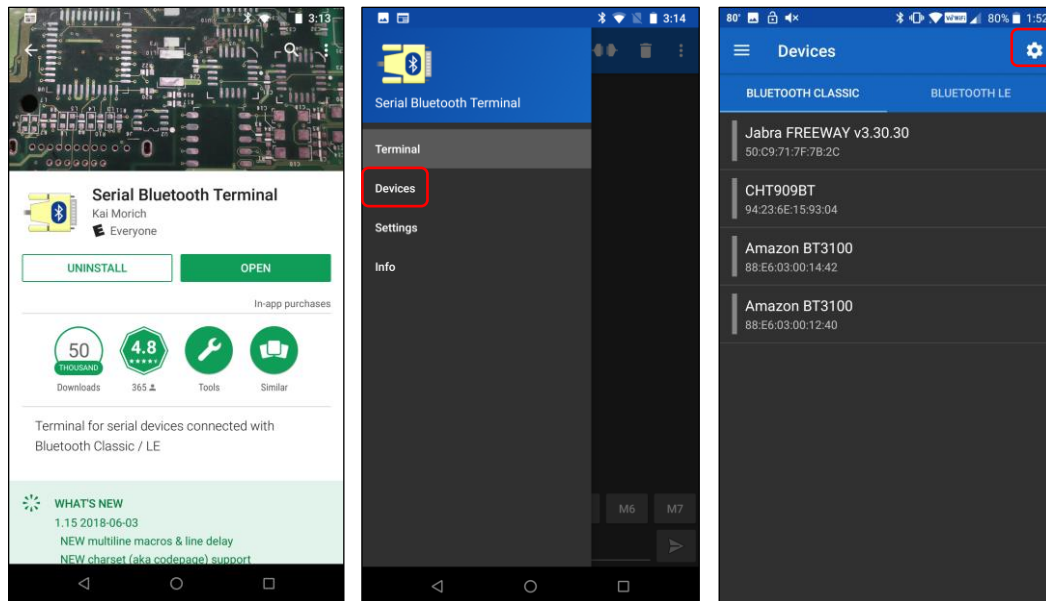 3:13
Serial Bluetooth Terminal
Kai Morich
Everyone
UNINSTALL
OPEN
In-app purchases
50
THOUSAND
4.8
Downloads
365
Tools
Similar
Terminal for serial devices connected with
Bluetooth Classic / LE
WHAT'S NEW
1.15 2018-06-03
NEW multiline macros & line delay
NEW charset (aka codepage) support
3:14
Serial Bluetooth Terminal
Terminal
Devices
Settings
Info
M6
M7
80°
80%
1:52
Devices
BLUETOOTH CLASSIC
BLUETOOTH LE
Jabra FREEWAY v3.30.30
50:C9:71:7F:7B:2C
CHT909BT
94:23:6E:15:93:04
Amazon BT3100
88:E6:03:00:14:42
Amazon BT3100
88:E6:03:00:12:40